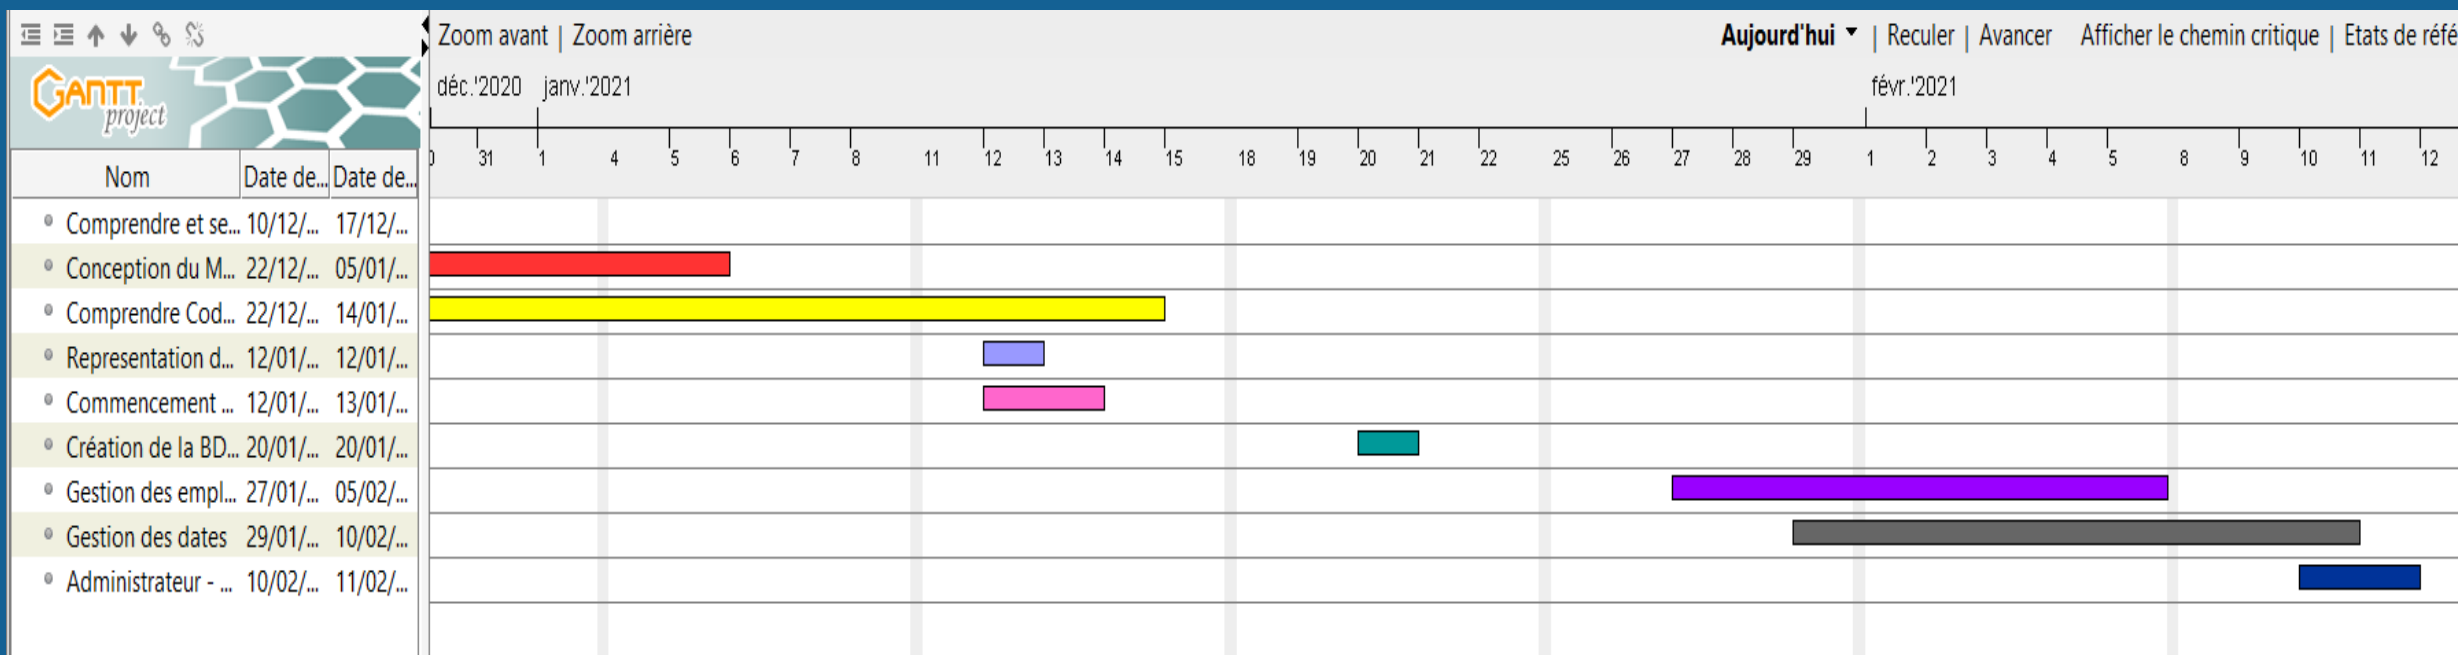 Zoom avant | Zoom arrière
Aujourd'hui | Reculer | Avancer Afficher le chemin critique | Etats de réfé
GANTT
project
déc.'2020 janv.'2021 févr.'2021
0 31 1 4 5 6 7 8 11 12 13 14 15 18 19 20 21 22 25 26 27 28 29 1 2 3 4 5 8 9 10 11 12
Nom Date de... Date de...
Comprendre et se... 10/12/... 17/12/...
Conception du M... 22/12/... 05/01/...
Comprendre Cod... 22/12/... 14/01/...
Representation d... 12/01/... 12/01/...
Commencement ... 12/01/... 13/01/...
Création de la BD... 20/01/... 20/01/...
Gestion des empl... 27/01/... 05/02/...
Gestion des dates 29/01/... 10/02/...
Administrateur - ... 10/02/... 11/02/...